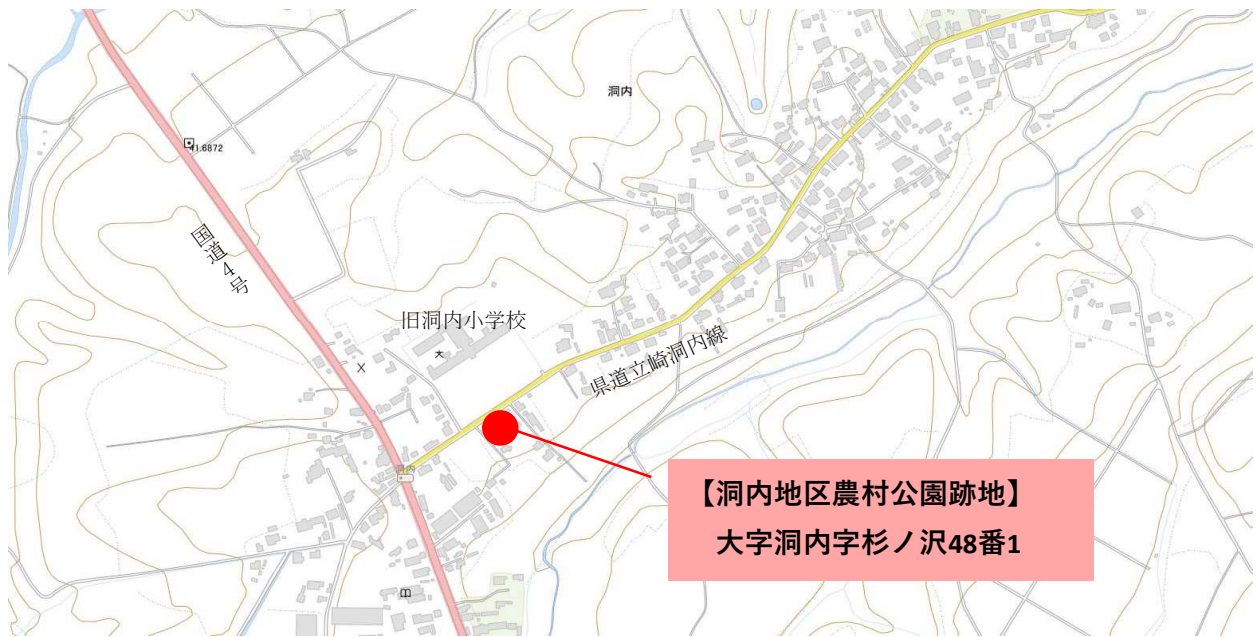 洞内
41.6872
国道4号
旧洞内小学校
文
県道立崎洞内線
洞内
【洞内地区農村公園跡地】
大字洞内字杉ノ沢48番1